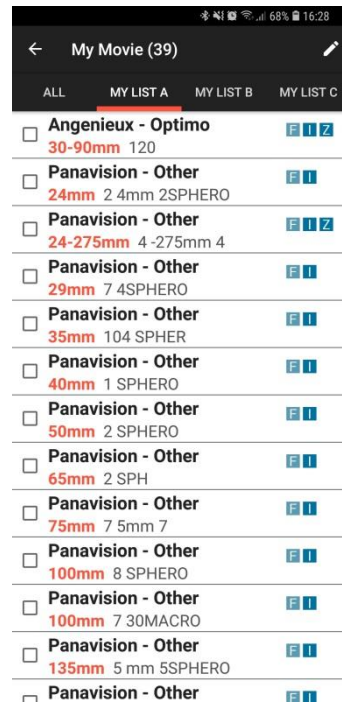 68% 16:28
My Movie (39)
ALL MY LIST A MY LIST B MY LIST C
Angenieux - Optimo F I Z
30-90mm 120
Panavision - Other F I
24mm 2 4mm 2SPHERO
Panavision - Other F I Z
24-275mm 4 -275mm 4
Panavision - Other F I
29mm 7 4SPHERO
Panavision - Other F I
35mm 104 SPHER
Panavision - Other F I
40mm 1 SPHERO
Panavision - Other F I
50mm 2 SPHERO
Panavision - Other F I
65mm 2 SPH
Panavision - Other F I
75mm 7 5mm 7
Panavision - Other F I
100mm 8 SPHERO
Panavision - Other F I
100mm 7 30MACRO
Panavision - Other F I
135mm 5 mm 5SPHERO
Panavision - Other F I